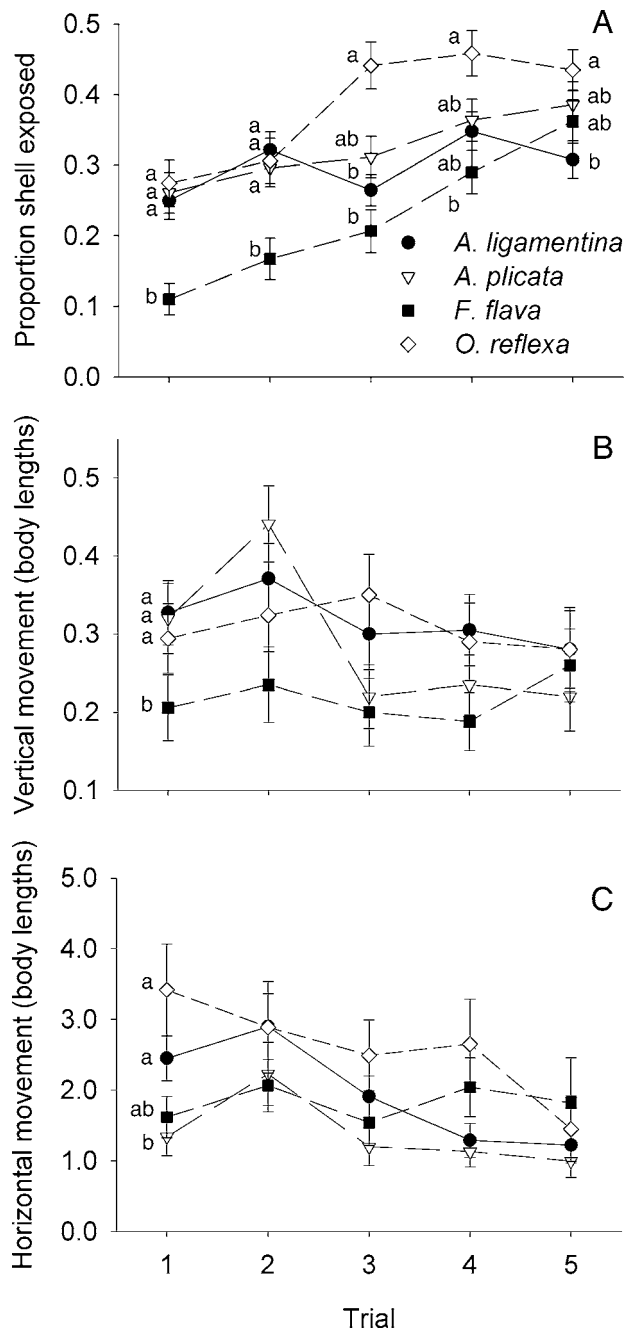 A
Proportion shell exposed
0.5
0.4
0.3
0.2
0.1
0.0
a
a
a
b
a
a
a
b
a
ab
b
b
a
ab
ab
b
a
ab
ab
b
A. ligamentina
A. plicata
F. flava
O. reflexa
B
Vertical movement (body lengths)
0.5
0.4
0.3
0.2
0.1
a
a
a
b
C
Horizontal movement (body lengths)
5.0
4.0
3.0
2.0
1.0
0.0
a
a
ab
b
1 2 3 4 5
Trial